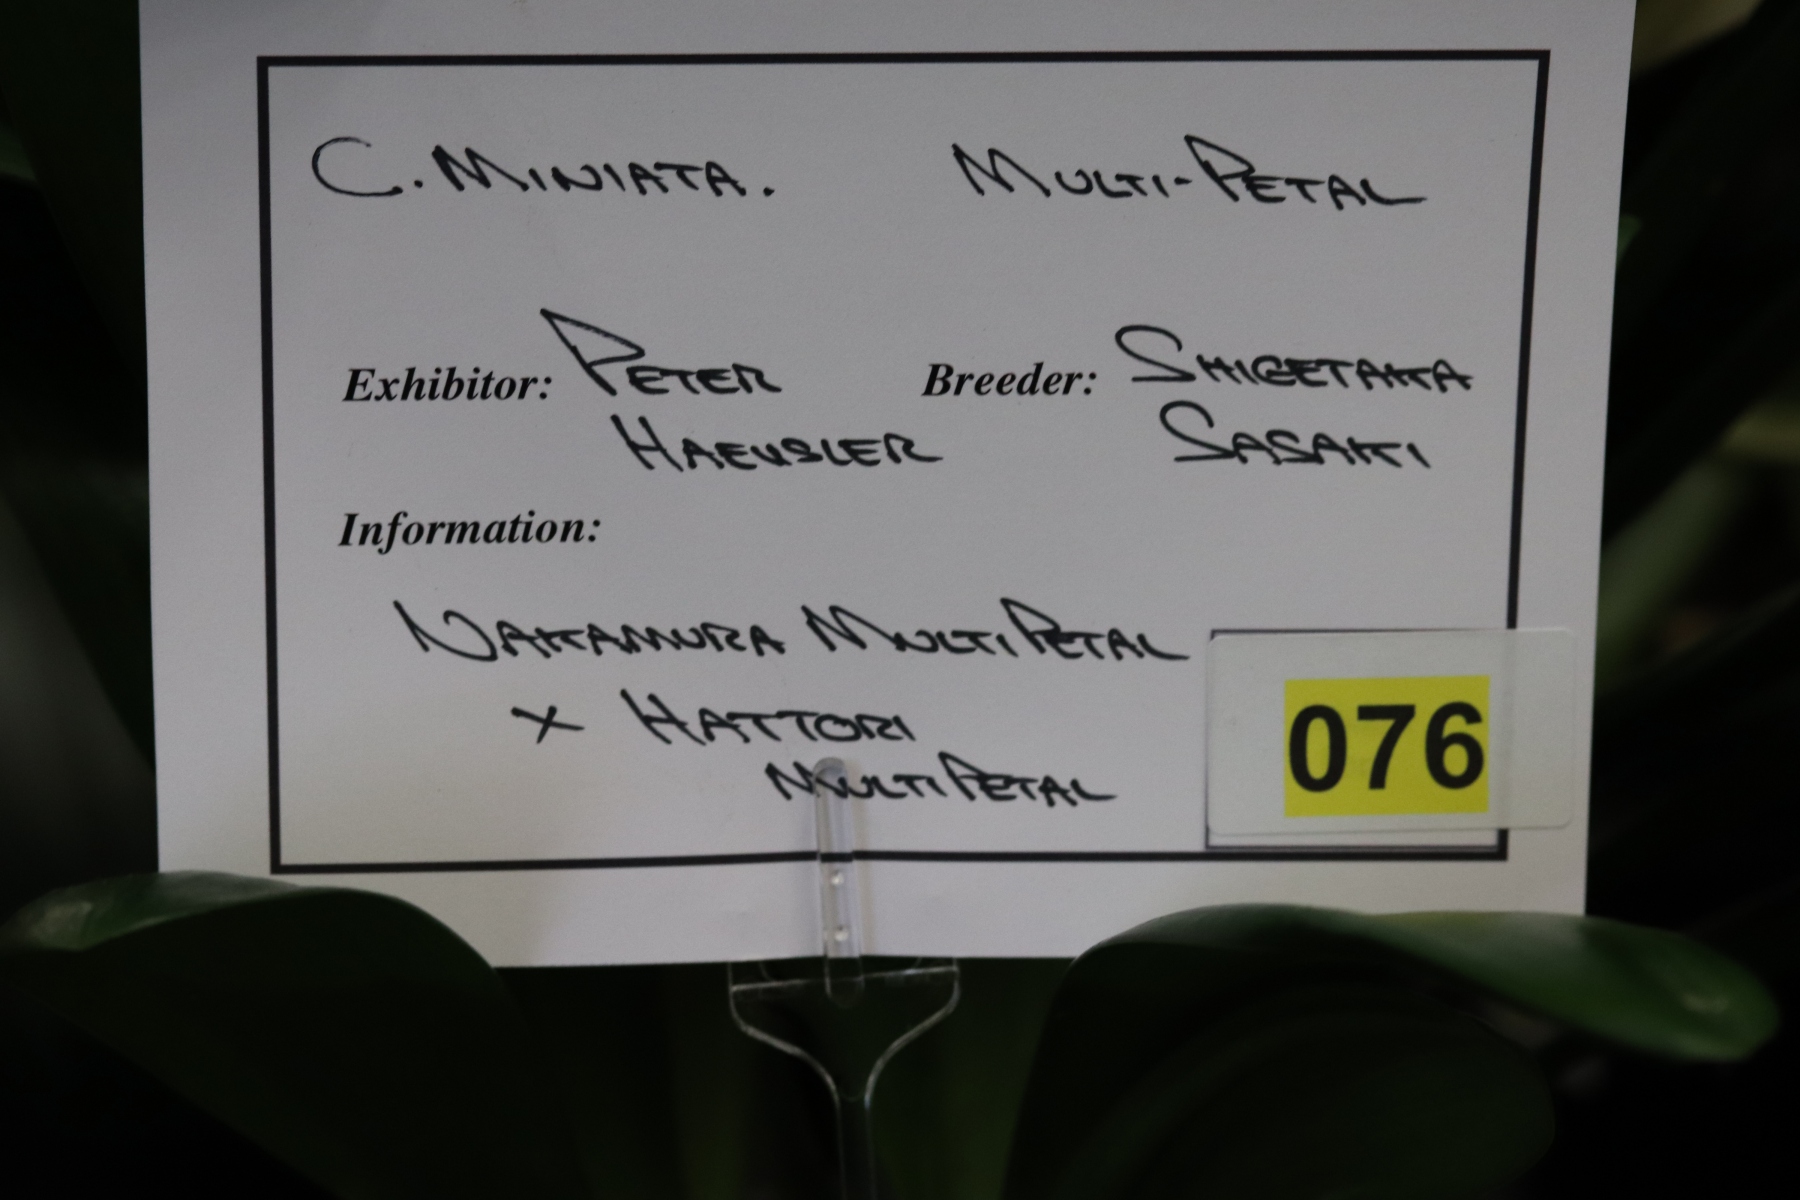 C. MINIATA. MULTI-PETAL
Exhibitor: PETER Breeder: SHIGETAKA
HAEUSLER SASAKI
Information:
NAKAMURA MULTIPETAL
x HATTORI
MULTIPETAL
076